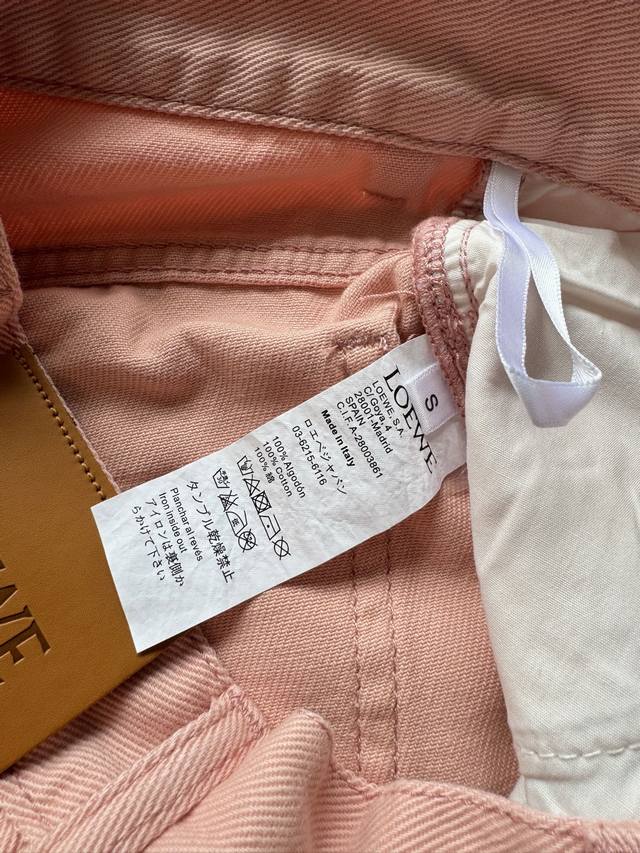 LOEWE
S
LOEWE, S.A.
C/Goya, 4
28001-Madrid
SPAIN
C.I.F.A-28003861
Made in Italy
ロエベジャパン
03-6215-6116
100%Algodón
100% Cotton
100% 綿
タンブル乾燥禁止
Planchar al revés
Iron inside out
アイロンは裏側か
らかけて下さい